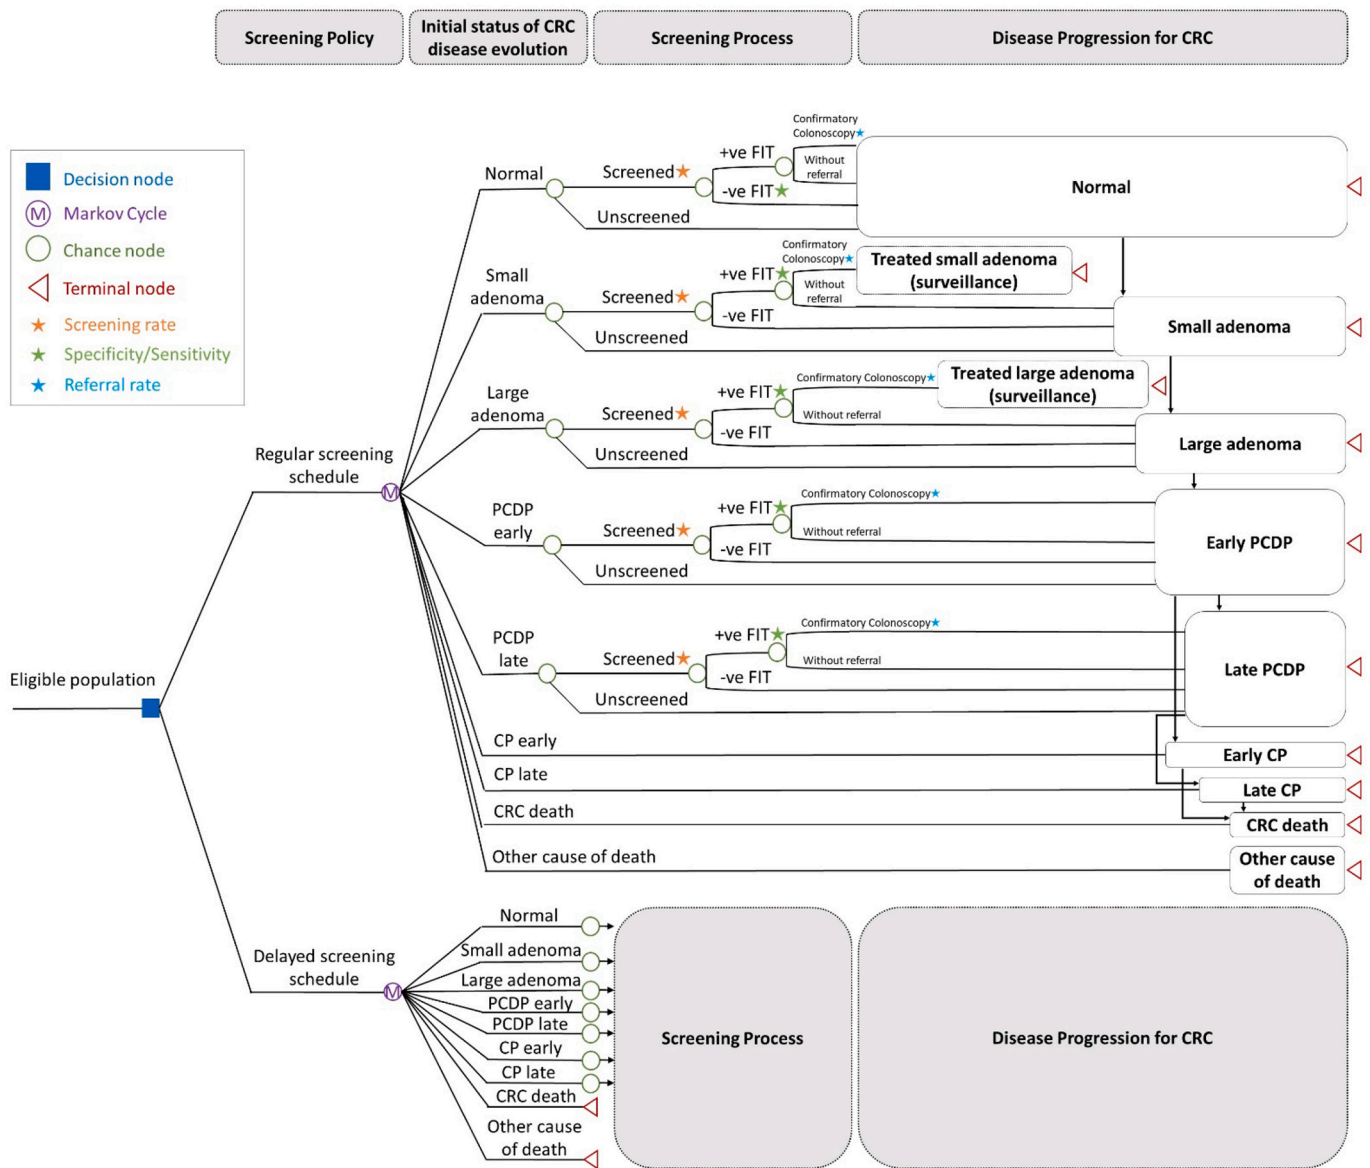 Screening Policy
Initial status of CRC
disease evolution
Screening Process
Disease Progression for CRC
Decision node
M
Markov Cycle
Chance node
Terminal node
Screening rate
Specificity/Sensitivity
Referral rate
Eligible population
Regular screening
schedule
M
Normal
Screened
+ve FIT
Confirmatory
Colonoscopy
Without
referral
-ve FIT
Unscreened
Normal
Small
adenoma
Screened
+ve FIT
Confirmatory
Colonoscopy
Without
referral
-ve FIT
Unscreened
Treated small adenoma
(surveillance)
Small adenoma
Large
adenoma
Screened
+ve FIT
Confirmatory Colonoscopy
Without referral
-ve FIT
Unscreened
Treated large adenoma
(surveillance)
Large adenoma
PCDP
early
Screened
+ve FIT
Confirmatory Colonoscopy
Without referral
-ve FIT
Unscreened
Early PCDP
PCDP
late
Screened
+ve FIT
Confirmatory Colonoscopy
Without referral
-ve FIT
Unscreened
Late PCDP
CP early
Early CP
CP late
Late CP
CRC death
CRC death
Other cause of death
Other cause
of death
Delayed screening
schedule
M
Normal
Small adenoma
Large adenoma
PCDP early
PCDP late
CP early
CP late
CRC death
Other cause
of death
Screening Process
Disease Progression for CRC